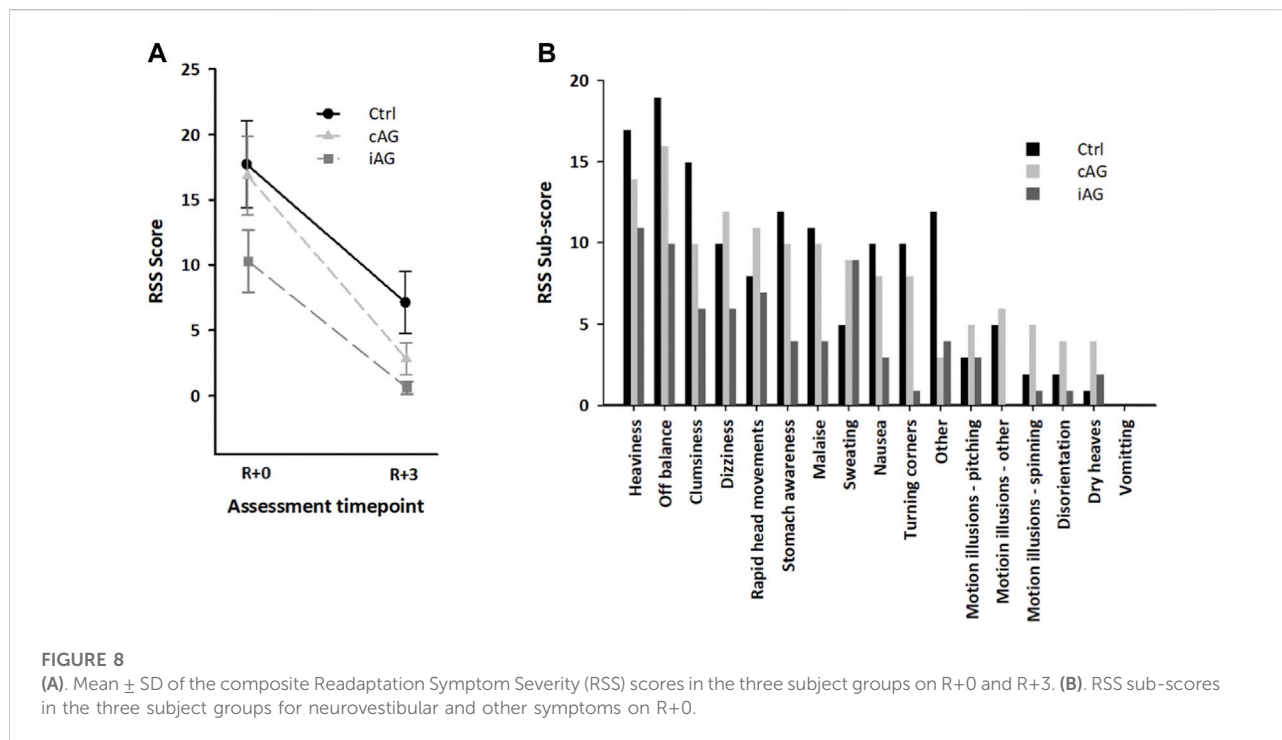 A
25
20
15
10
5
0
RSS Score
Ctrl
cAG
iAG
R+0
R+3
Assessment timepoint
B
20
15
10
5
0
RSS Sub-score
Ctrl
cAG
iAG
Heaviness
Off balance
Clumsiness
Dizziness
Rapid head movements
Stomach awareness
Malaise
Sweating
Nausea
Turning corners
Other
Motion illusions - pitching
Motioin illusions - other
Motion illusions - spinning
Disorientation
Dry heaves
Vomitting
FIGURE 8
(A). Mean ± SD of the composite Readaptation Symptom Severity (RSS) scores in the three subject groups on R+0 and R+3. (B). RSS sub-scores
in the three subject groups for neurovestibular and other symptoms on R+0.